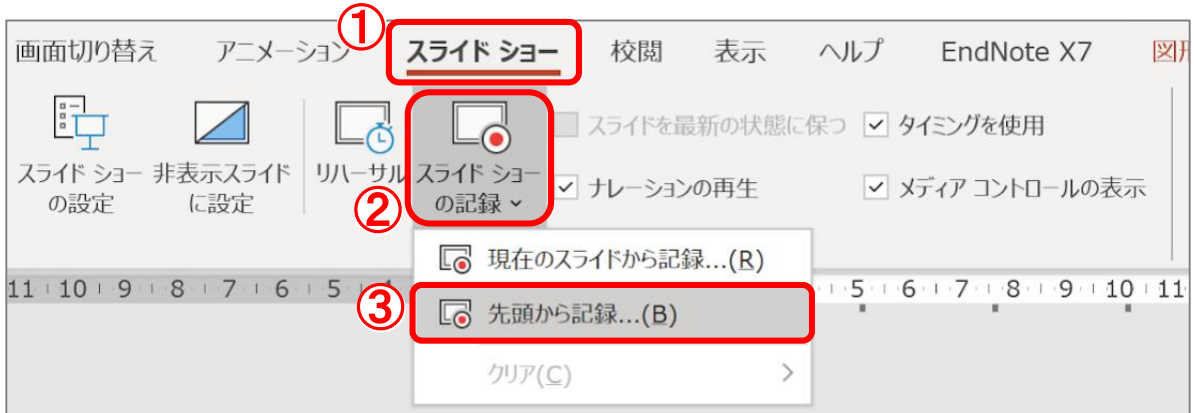 ①
画面切り替え アニメーション スライド ショー 校閲 表示 ヘルプ EndNote X7 図形
スライドを最新の状態に保つ タイミングを使用
スライド ショー 非表示スライド リハーサル スライド ショー
の設定 に設定 の記録
ナレーションの再生 メディア コントロールの表示
②
現在のスライドから記録...(R)
11 10 9 8 7 6 5 4 5 6 7 8 9 10 11
③
先頭から記録...(B)
クリア(C)